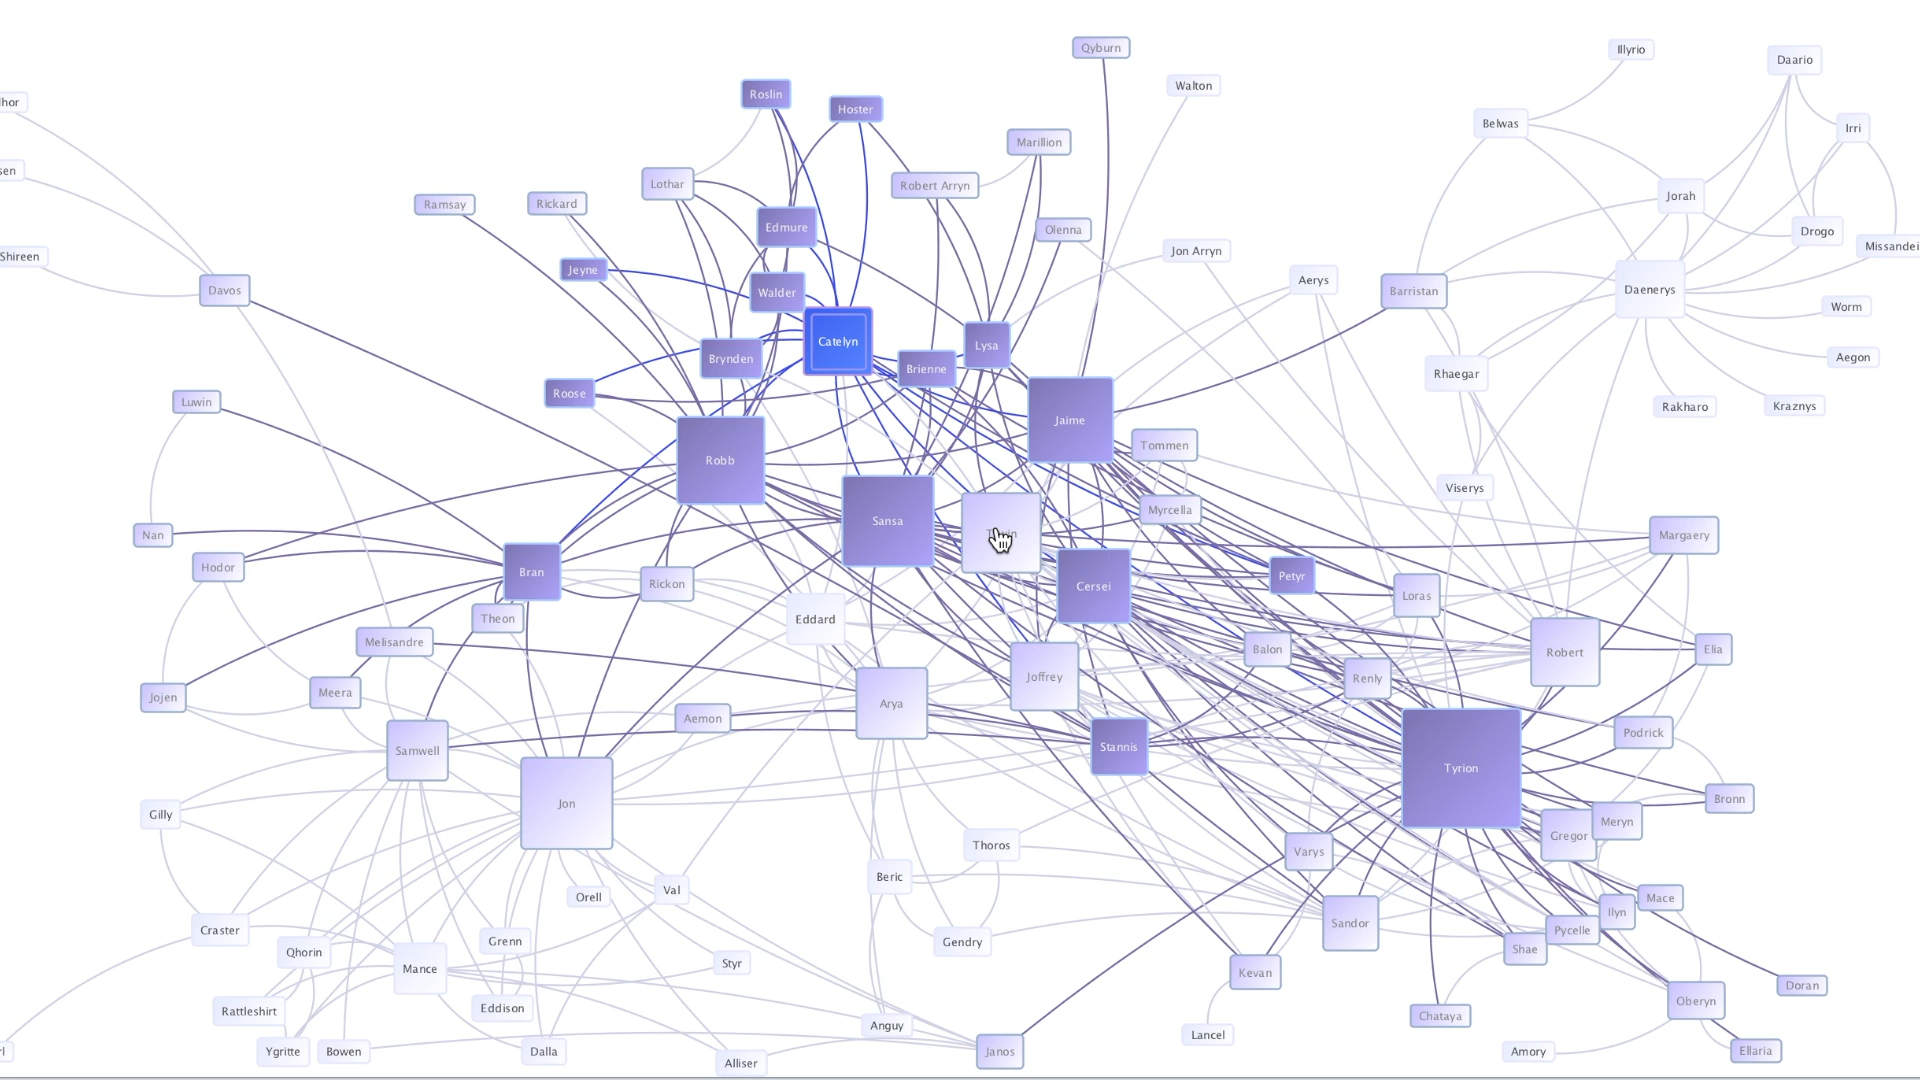 Qyburn
Illyrio
Daario
Walton
Roslin
hor
Hoster
Belwas
Irri
Marillion
sen
Lothar
Robert Arryn
Jorah
Ramsay
Rickard
Edmure
Olenna
Drogo
Missandei
Jon Arryn
Shireen
Jeyne
Aerys
Davos
Walder
Barristan
Daenerys
Worm
Catelyn
Lysa
Brynden
Brienne
Aegon
Rhaegar
Roose
Luwin
Rakharo
Kraznys
Jaime
Tommen
Robb
Viserys
Myrcella
Sansa
Nan
Margaery
Hodor
Bran
Rickon
Cersei
Petyr
Loras
Theon
Eddard
Melisandre
Balon
Robert
Elia
Joffrey
Renly
Jojen
Meera
Arya
Aemon
Podrick
Samwell
Stannis
Tyrion
Jon
Bronn
Gilly
Meryn
Gregor
Thoros
Varys
Beric
Val
Orell
Mace
Ilyn
Craster
Sandor
Pycelle
Grenn
Gendry
Shae
Qhorin
Styr
Mance
Kevan
Doran
Oberyn
Eddison
Rattleshirt
Chataya
Anguy
Lancel
Ygritte
Bowen
Dalla
Janos
Amory
Ellaria
Alliser